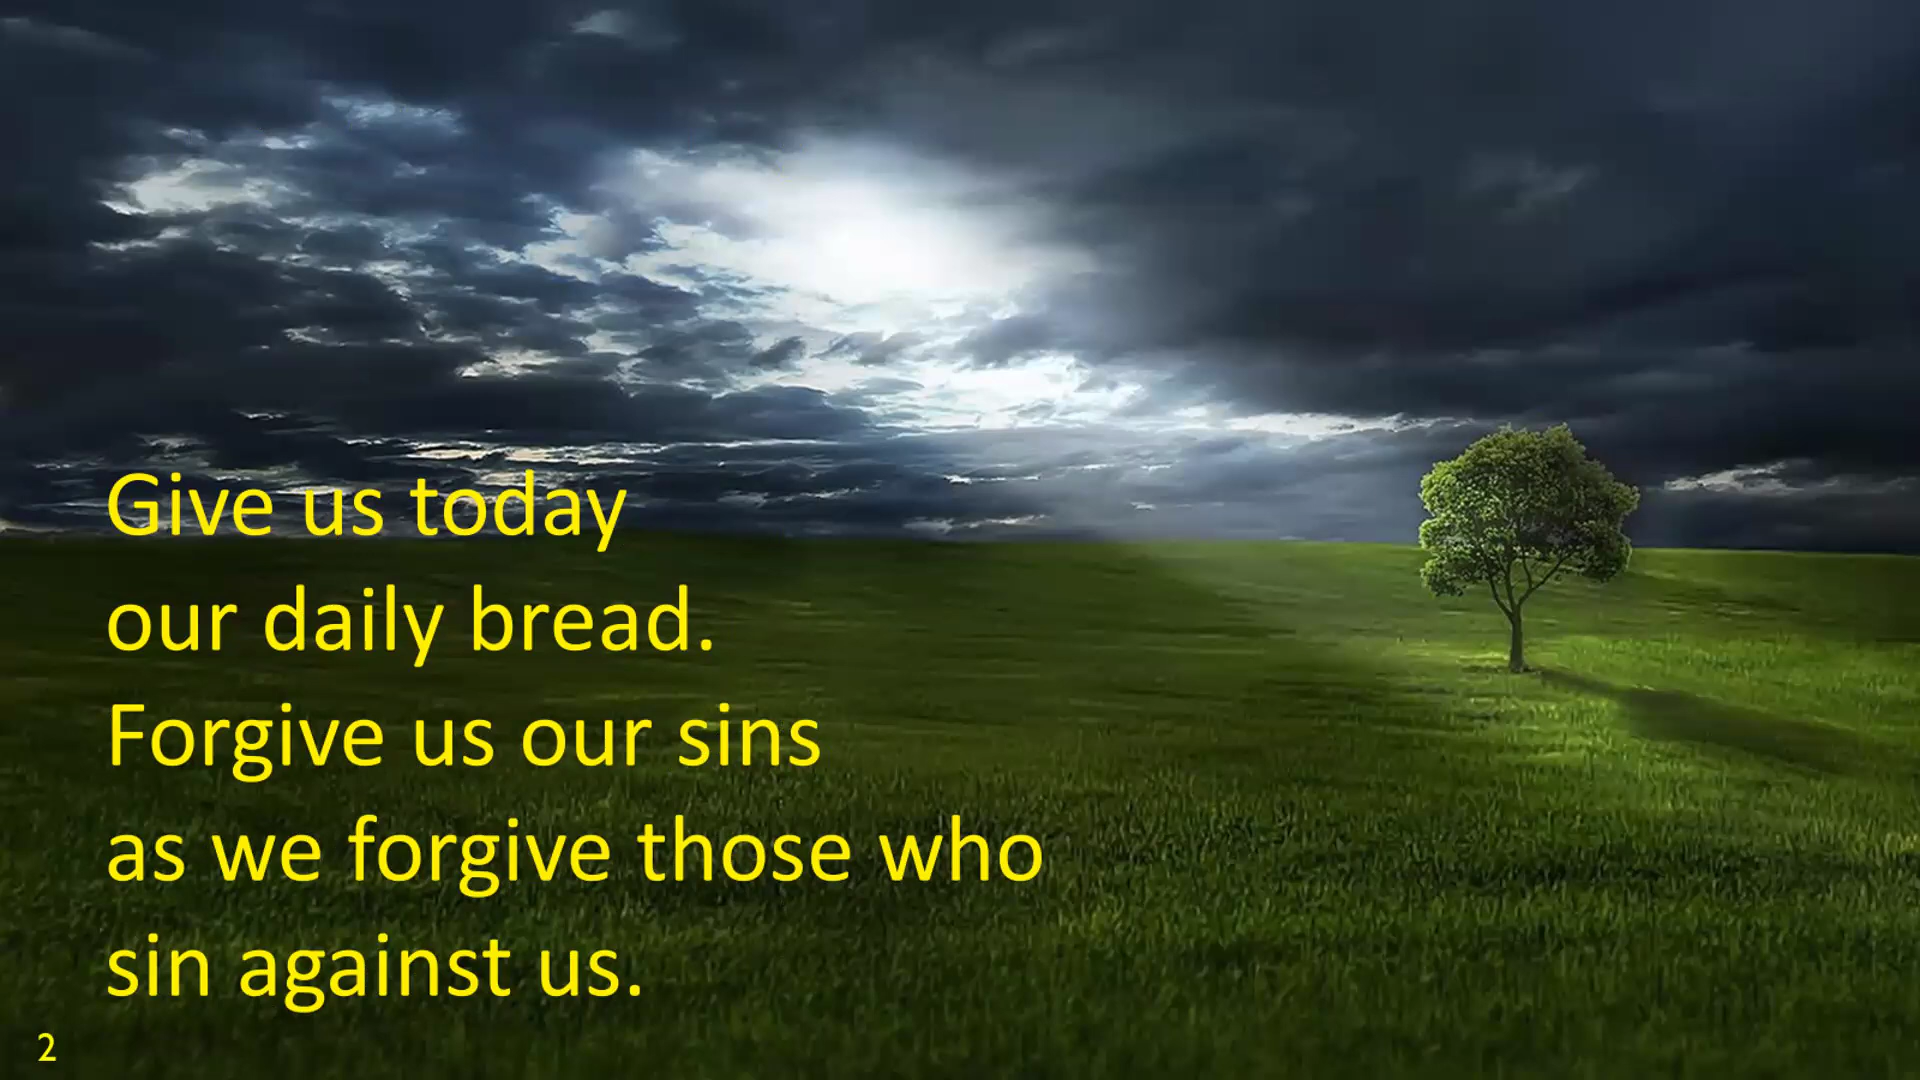 Give us today
our daily bread.
Forgive us our sins
as we forgive those who
sin against us.
2